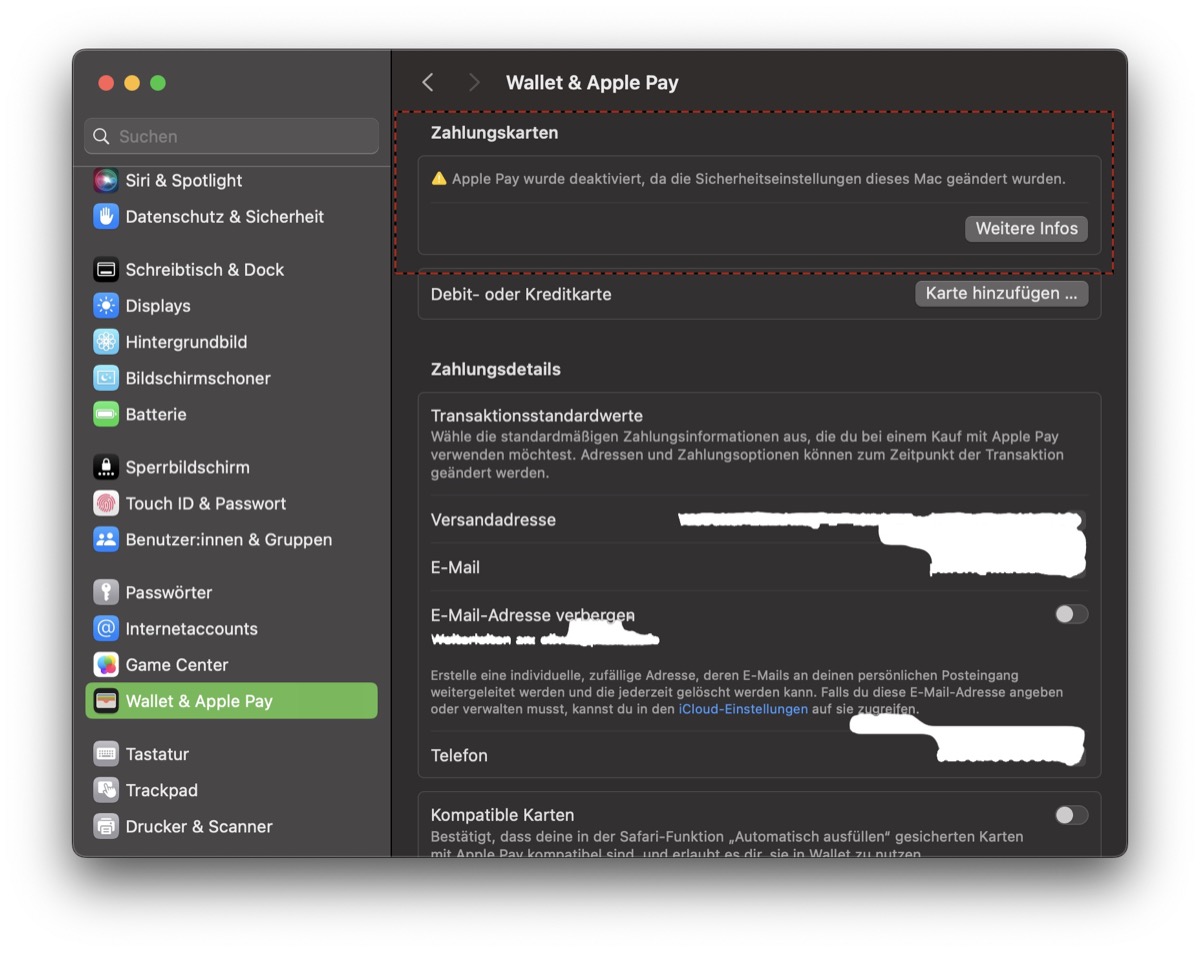 Wallet & Apple Pay
Suchen
Siri & Spotlight
Datenschutz & Sicherheit
Schreibtisch & Dock
Displays
Hintergrundbild
Bildschirmschoner
Batterie
Sperrbildschirm
Touch ID & Passwort
Benutzer:innen & Gruppen
Passwörter
Internetaccounts
Game Center
Wallet & Apple Pay
Tastatur
Trackpad
Drucker & Scanner
Zahlungskarten
Apple Pay wurde deaktiviert, da die Sicherheitseinstellungen dieses Mac geändert wurden.
Weitere Infos
Debit- oder Kreditkarte
Karte hinzufügen ...
Zahlungsdetails
Transaktionsstandardwerte
Wähle die standardmäßigen Zahlungsinformationen aus, die du bei einem Kauf mit Apple Pay
verwenden möchtest. Adressen und Zahlungsoptionen können zum Zeitpunkt der Transaktion
geändert werden.
Versandadresse
E-Mail
E-Mail-Adresse verbergen
Erstelle eine individuelle, zufällige Adresse, deren E-Mails an deinen persönlichen Posteingang
weitergeleitet werden und die jederzeit gelöscht werden kann. Falls du diese E-Mail-Adresse angeben
oder verwalten musst, kannst du in den iCloud-Einstellungen auf sie zugreifen.
Telefon
Kompatible Karten
Bestätigt, dass deine in der Safari-Funktion „Automatisch ausfüllen“ gesicherten Karten
mit Apple Pay kompatibel sind, und erlaubt es dir, sie in Wallet zu nutzen.